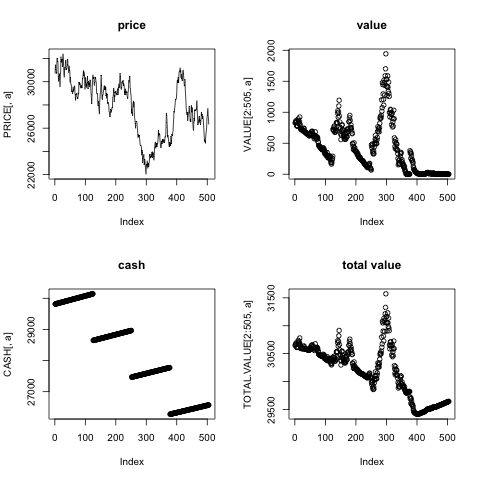 price
PRICE[, a]
22000 26000 30000
0 100 200 300 400 500
Index
value
VALUE[2:505, a]
0 500 1000 1500 2000
0 100 200 300 400 500
Index
cash
CASH[, a]
27000 29000
0 100 200 300 400 500
Index
total value
TOTAL.VALUE[2:505, a]
29500 30500 31500
0 100 200 300 400 500
Index